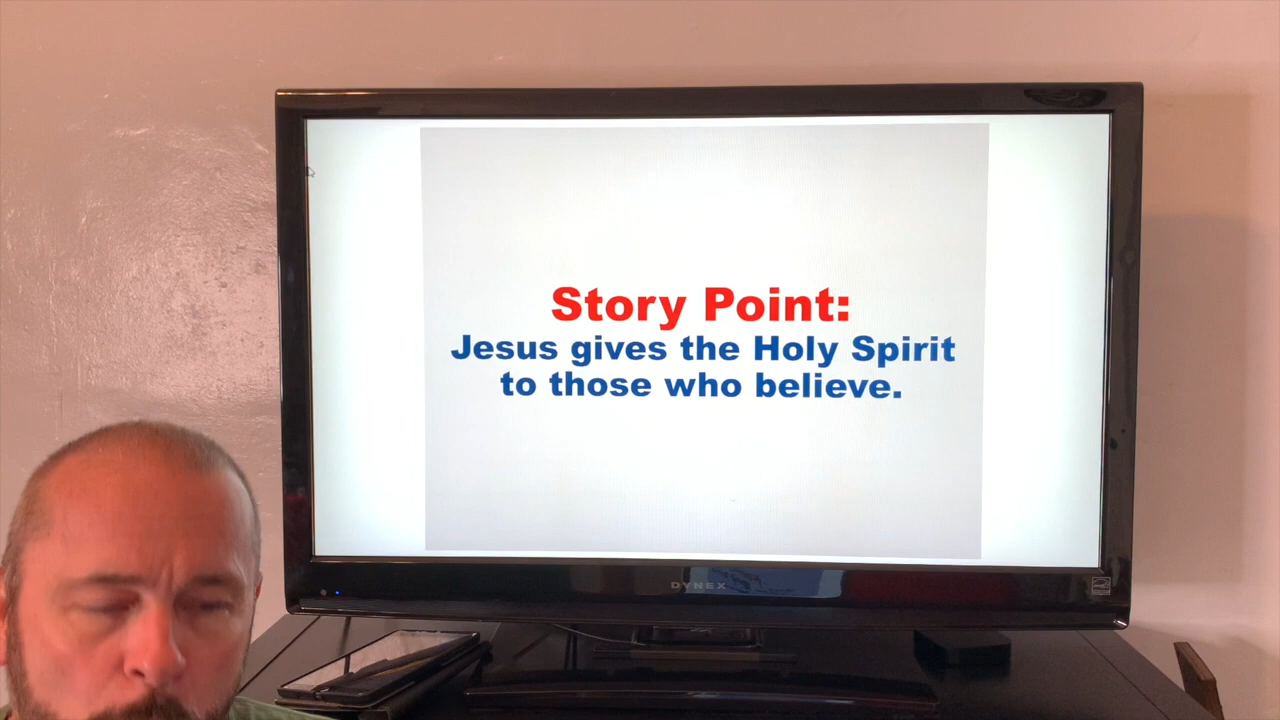 Story Point:
Jesus gives the Holy Spirit
to those who believe.
DYNEX